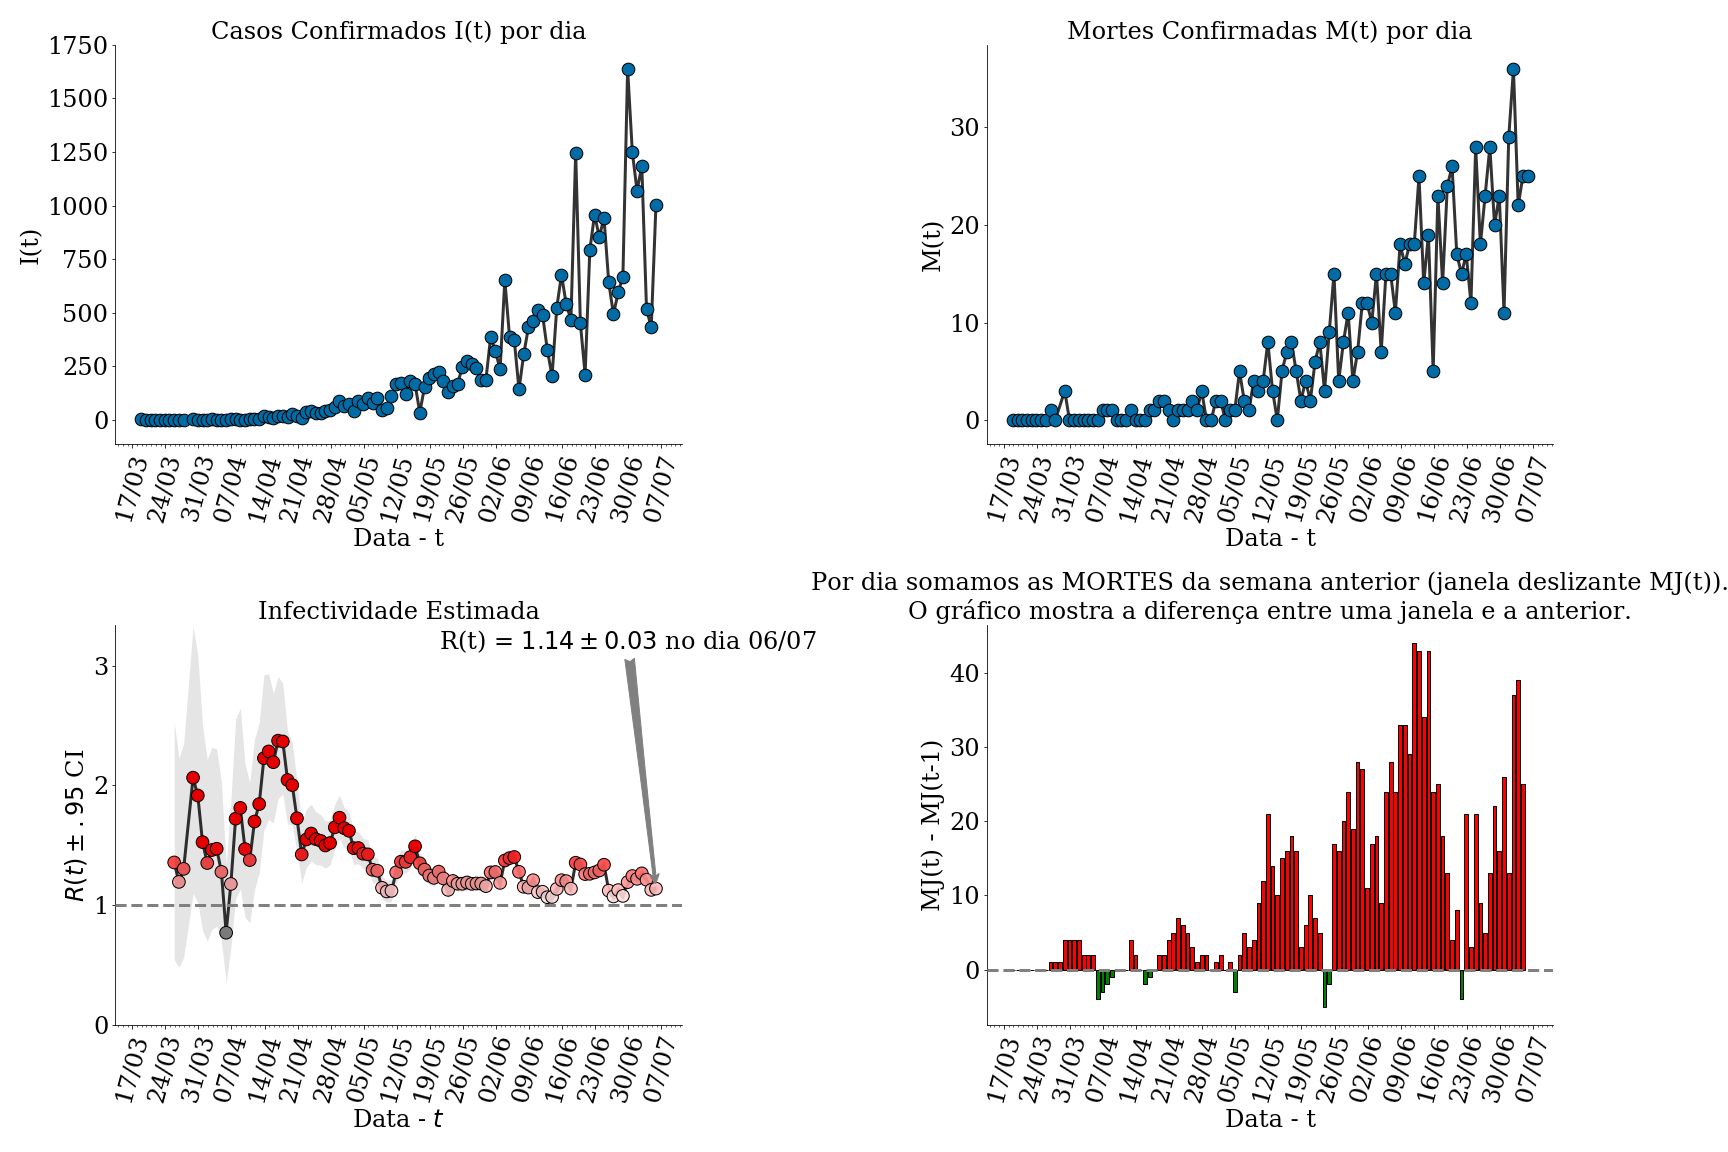 Casos Confirmados I(t) por dia
1750
1500
1250
1000
750
500
250
0
I(t)
17/03 24/03 31/03 07/04 14/04 21/04 28/04 05/05 12/05 19/05 26/05 02/06 09/06 16/06 23/06 30/06 07/07
Data - t
Mortes Confirmadas M(t) por dia
30
20
10
0
M(t)
17/03 24/03 31/03 07/04 14/04 21/04 28/04 05/05 12/05 19/05 26/05 02/06 09/06 16/06 23/06 30/06 07/07
Data - t
Infectividade Estimada
R(t) = 1.14 ± 0.03 no dia 06/07
3
2
1
0
R(t) ± .95 CI
17/03 24/03 31/03 07/04 14/04 21/04 28/04 05/05 12/05 19/05 26/05 02/06 09/06 16/06 23/06 30/06 07/07
Data - t
Por dia somamos as MORTES da semana anterior (janela deslizante MJ(t)).
O gráfico mostra a diferença entre uma janela e a anterior.
40
30
20
10
0
MJ(t) - MJ(t-1)
17/03 24/03 31/03 07/04 14/04 21/04 28/04 05/05 12/05 19/05 26/05 02/06 09/06 16/06 23/06 30/06 07/07
Data - t